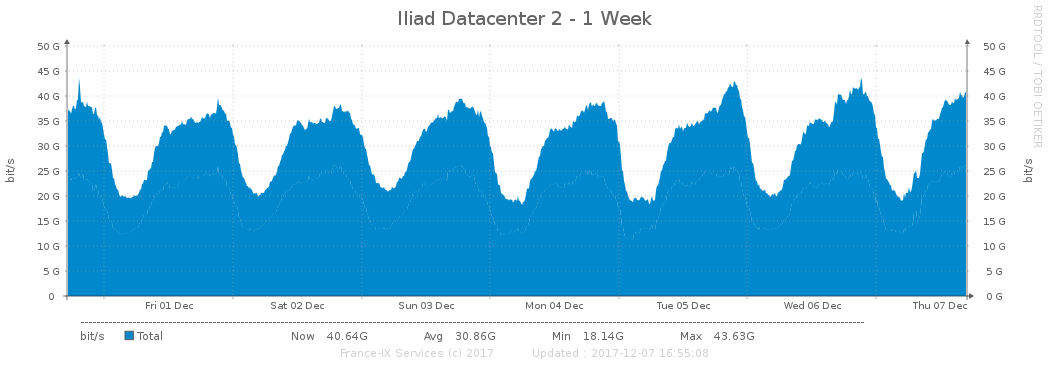 Iliad Datacenter 2 - 1 Week
RRDTOOL / TOBI OETIKER
50 G 50 G
45 G 45 G
40 G 40 G
35 G 35 G
30 G 30 G
25 G 25 G
20 G 20 G
15 G 15 G
10 G 10 G
5 G 5 G
0 0 G
bit/s bit/s
Fri 01 Dec Sat 02 Dec Sun 03 Dec Mon 04 Dec Tue 05 Dec Wed 06 Dec Thu 07 Dec
bit/s Total Now 40.64G Avg 30.86G Min 18.14G Max 43.63G
France-IX Services (c) 2017 Updated : 2017-12-07 16:55:08